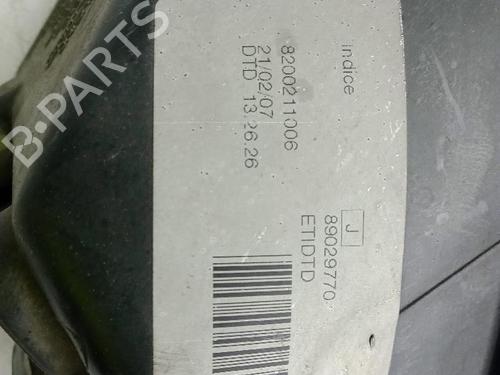 indice
8200211006
21/02/07
DTD 13.26.26
J
89029770
ETIDTD
B-PARTS